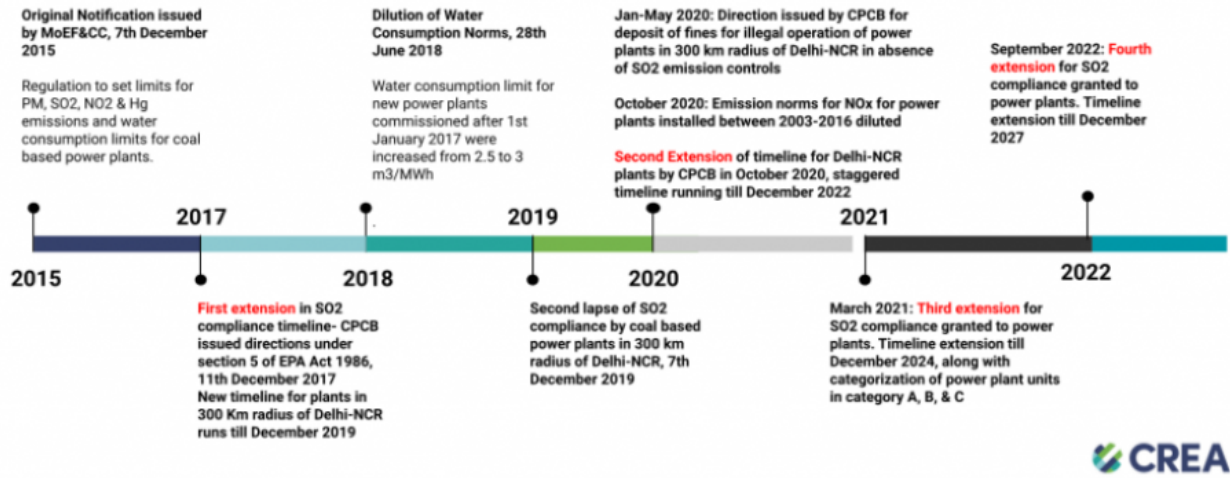 Original Notification issued
by MoEF&CC, 7th December
2015
Regulation to set limits for
PM, SO2, NO2 & Hg
emissions and water
consumption limits for coal
based power plants.
Dilution of Water
Consumption Norms, 28th
June 2018
Water consumption limit for
new power plants
commissioned after 1st
January 2017 were
increased from 2.5 to 3
m3/MWh
Jan-May 2020: Direction issued by CPCB for
deposit of fines for illegal operation of power
plants in 300 km radius of Delhi-NCR in absence
of SO2 emission controls
October 2020: Emission norms for NOx for power
plants installed between 2003-2016 diluted
Second Extension of timeline for Delhi-NCR
plants by CPCB in October 2020, staggered
timeline running till December 2022
September 2022: Fourth
extension for SO2
compliance granted to
power plants. Timeline
extension till December
2027
2017
2019
2021
2015
2018
2020
2022
First extension in SO2
compliance timeline- CPCB
issued directions under
section 5 of EPA Act 1986,
11th December 2017
New timeline for plants in
300 Km radius of Delhi-NCR
runs till December 2019
Second lapse of SO2
compliance by coal based
power plants in 300 km
radius of Delhi-NCR, 7th
December 2019
March 2021: Third extension for
SO2 compliance granted to power
plants. Timeline extension till
December 2024, along with
categorization of power plant units
in category A, B, & C
CREA